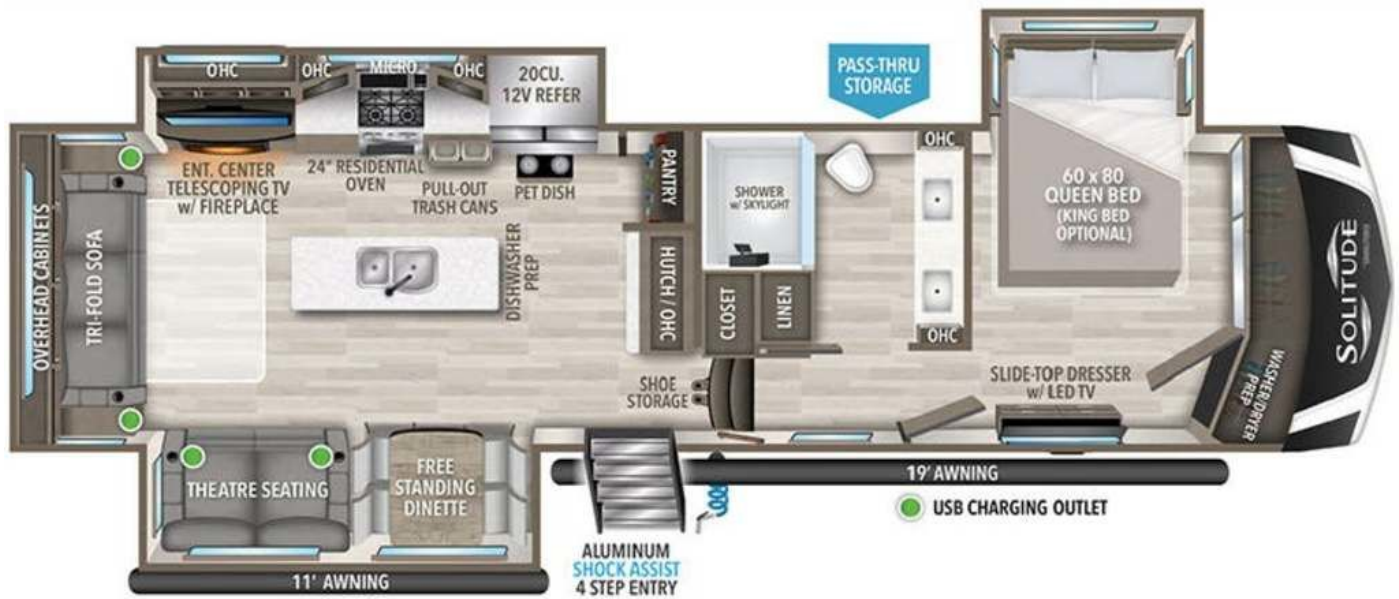 OHC
OHC
MICRO
OHC
20CU.
12V REFER
PASS-THRU
STORAGE
OVERHEAD CABINETS
TRI-FOLD SOFA
ENT. CENTER
TELESCOPING TV
w/ FIREPLACE
24" RESIDENTIAL
OVEN
PULL-OUT
TRASH CANS
PET DISH
PANTRY
DISHWASHER
PREP
HUTCH / OHC
SHOWER
w/ SKYLIGHT
CLOSET
LINEN
OHC
OHC
60 x 80
QUEEN BED
(KING BED
OPTIONAL)
SHOE
STORAGE
SLIDE-TOP DRESSER
w/ LED TV
WASHER/DRYER
PREP
SOLITUDE
THEATRE SEATING
FREE
STANDING
DINETTE
19' AWNING
USB CHARGING OUTLET
ALUMINUM
SHOCK ASSIST
4 STEP ENTRY
11' AWNING